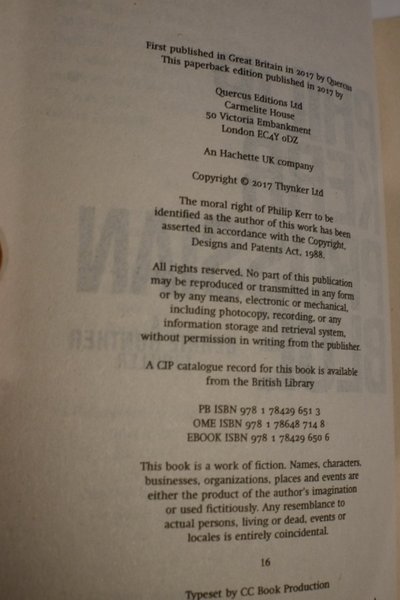 First published in Great Britain in 2017 by Quercus
This paperback edition published in 2017 by
Quercus Editions Ltd
Carmelite House
50 Victoria Embankment
London EC4Y 0DZ
An Hachette UK company
Copyright © 2017 Thynker Ltd
The moral right of Philip Kerr to be
identified as the author of this work has been
asserted in accordance with the Copyright,
Designs and Patents Act, 1988.
All rights reserved. No part of this publication
may be reproduced or transmitted in any form
or by any means, electronic or mechanical,
including photocopy, recording, or any
information storage and retrieval system,
without permission in writing from the publisher.
A CIP catalogue record for this book is available
from the British Library
PB ISBN 978 1 78429 651 3
OME ISBN 978 1 78648 714 8
EBOOK ISBN 978 1 78429 650 6
This book is a work of fiction. Names, characters,
businesses, organizations, places and events are
either the product of the author's imagination
or used fictitiously. Any resemblance to
actual persons, living or dead, events or
locales is entirely coincidental.
16
Typeset by CC Book Production